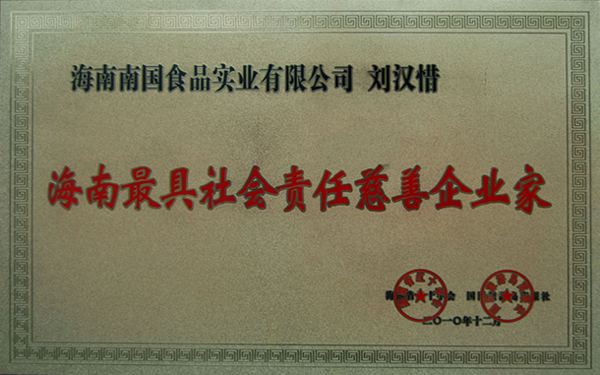 海南南国食品实业有限公司 刘汉惜
海南最具社会责任慈善企业家
二〇一〇年十二月